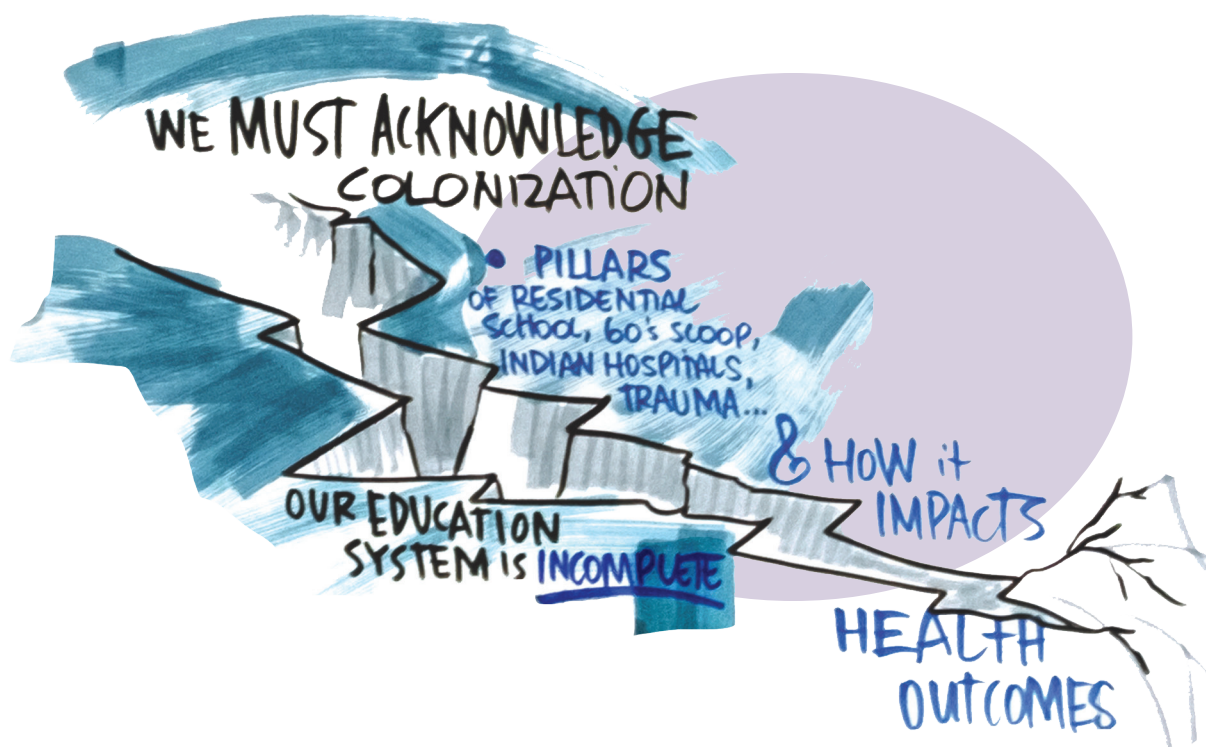 WE MUST ACKNOWLEDGE
COLONIZATION
• PILLARS
OF RESIDENTIAL
SCHOOL, 60's SCOOP,
INDIAN HOSPITALS,
TRAUMA...
& HOW it
IMPACTS
HEALTH
OUTCOMES
OUR EDUCATION
SYSTEM iS INCOMPLETE